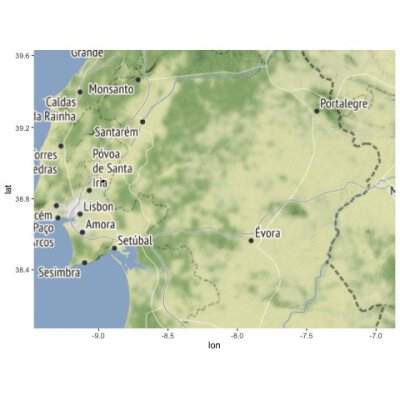 Grande
39.6
Monsanto
Caldas
da Rainha
Portalegre
39.2
Santarém
Torres
edras
Póvoa
de Santa
Iria
38.8
Lisbon
cém
Paço
Arcos
Amora
Setúbal
Évora
38.4
Sesimbra
M
-9.0
-8.5
-8.0
-7.5
-7.0
lon
lat